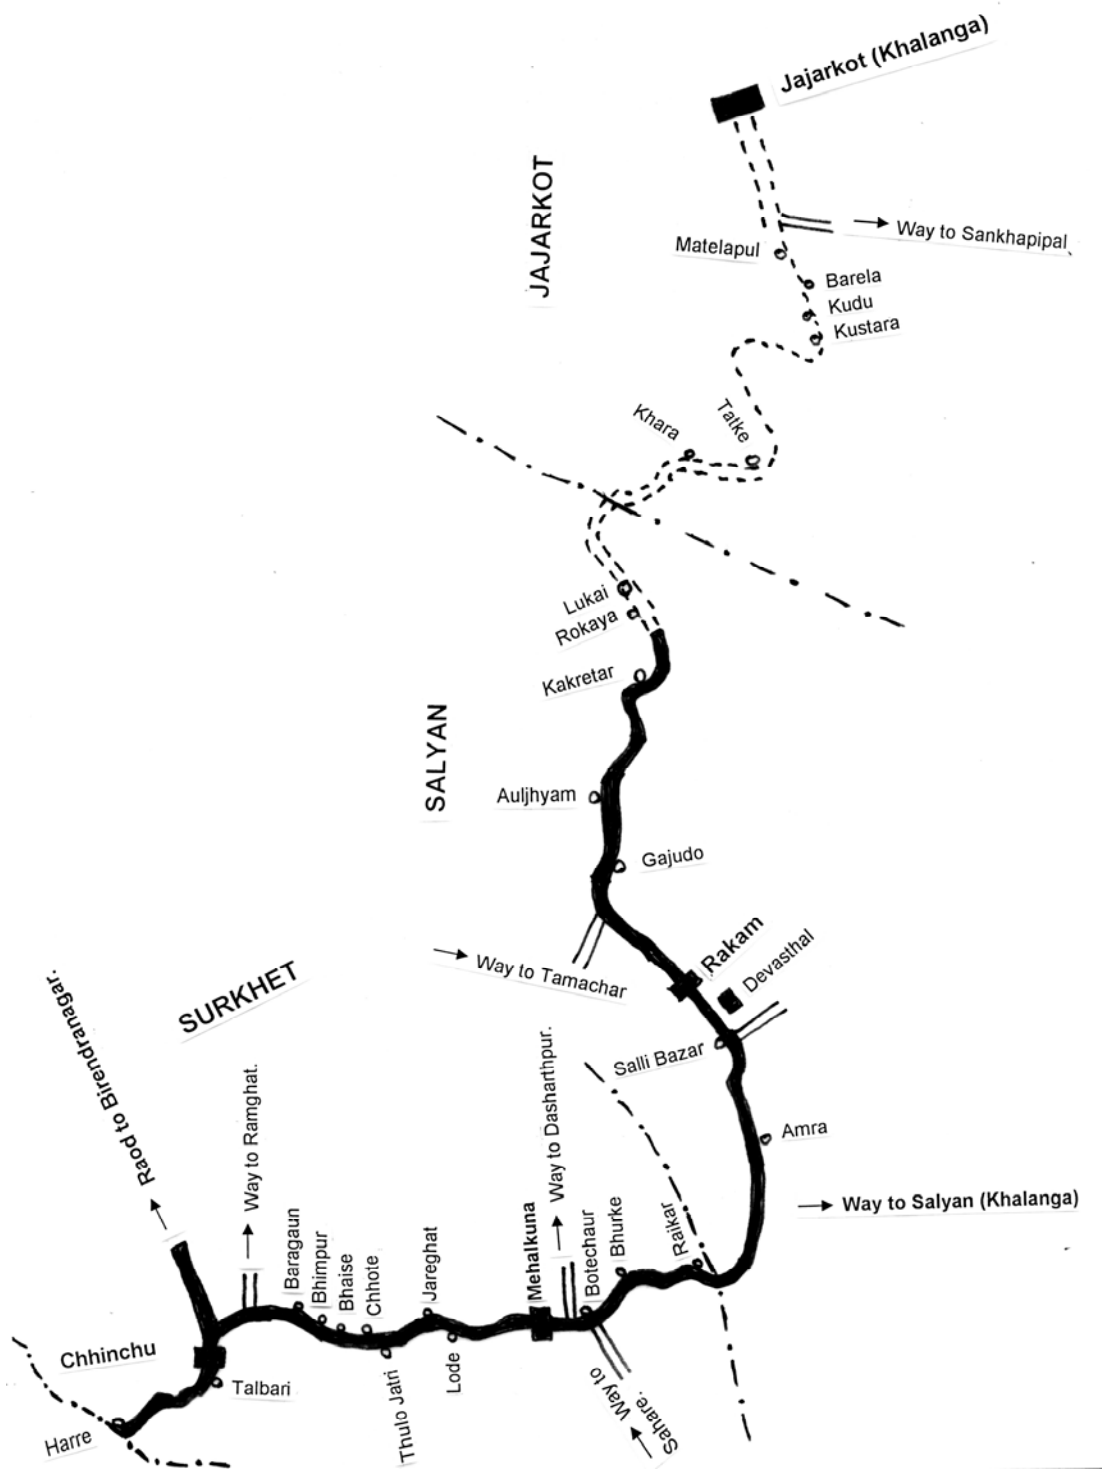 Jajarkot (Khalanga)
JAJARKOT
Way to Sankhapipal
Matelapul
Barela
Kudu
Kustara
Khara
Tatke
Lukai
Rokaya
Kakretar
SALYAN
Auljhyam
Gajudo
Rakam
Devasthal
Way to Tamachar
SURKHET
Raod to Birendranagar.
Way to Ramghat.
Way to Dasharthpur.
Salli Bazar
Amra
Way to Salyan (Khalanga)
Baragaun
Bhimpur
Bhaise
Chhote
Jareghat
Mehalkuna
Botechaur
Bhurke
Raikar
Chhinchu
Talbari
Harre
Thulo Jatri
Lode
Way to
Sahare.